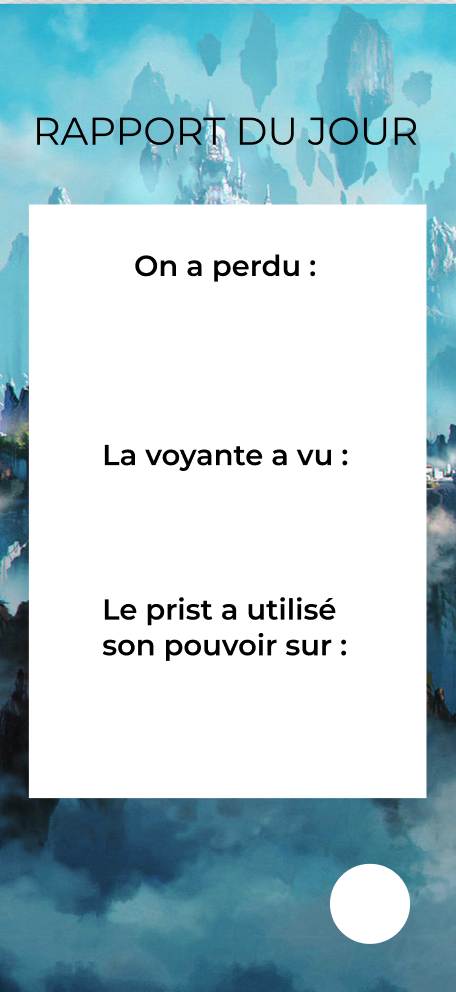 RAPPORT DU JOUR
On a perdu :
La voyante a vu :
Le prist a utilisé
son pouvoir sur :